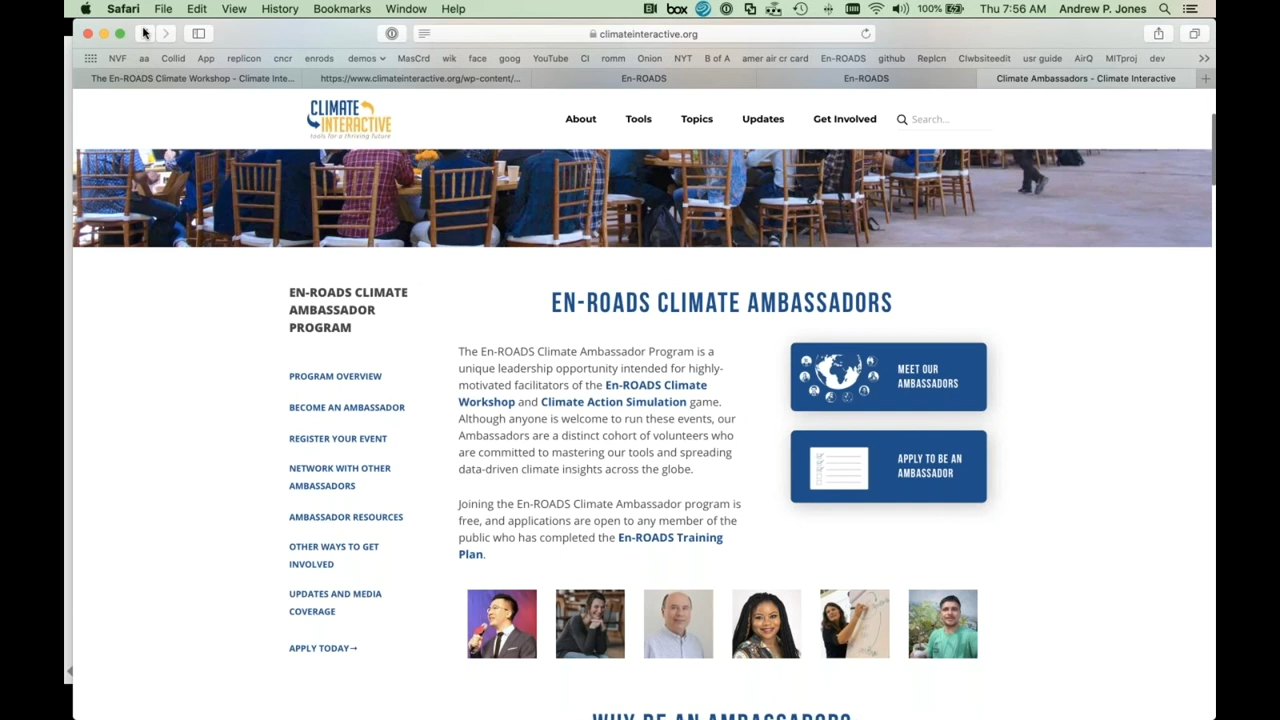 Safari File Edit View History Bookmarks Window Help box 100% Thu 7:56 AM Andrew P. Jones
climateinteractive.org
NVF aa Collid App replicon cncr enrods demos MasCrd wik face goog YouTube CI romm Onion NYT B of A amer air cr card En-ROADS github Replcn CIwbsiteedit usr guide AirQ MITproj dev
The En-ROADS Climate Workshop - Climate Inte... https://www.climateinteractive.org/wp-content/... En-ROADS En-ROADS Climate Ambassadors - Climate Interactive
CLIMATE
INTERACTIVE
tools for a thriving future
About Tools Topics Updates Get Involved Search...
EN-ROADS CLIMATE
AMBASSADOR
PROGRAM
PROGRAM OVERVIEW
BECOME AN AMBASSADOR
REGISTER YOUR EVENT
NETWORK WITH OTHER
AMBASSADORS
AMBASSADOR RESOURCES
OTHER WAYS TO GET
INVOLVED
UPDATES AND MEDIA
COVERAGE
APPLY TODAY→
EN-ROADS CLIMATE AMBASSADORS
The En-ROADS Climate Ambassador Program is a
unique leadership opportunity intended for highly-
motivated facilitators of the En-ROADS Climate
Workshop and Climate Action Simulation game.
Although anyone is welcome to run these events, our
Ambassadors are a distinct cohort of volunteers who
are committed to mastering our tools and spreading
data-driven climate insights across the globe.
Joining the En-ROADS Climate Ambassador program is
free, and applications are open to any member of the
public who has completed the En-ROADS Training
Plan.
MEET OUR
AMBASSADORS
APPLY TO BE AN
AMBASSADOR
WHY BE AN AMBASSADOR?